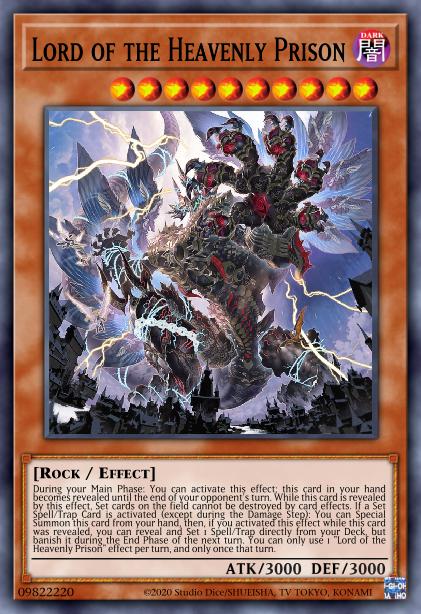 LORD OF THE HEAVENLY PRISON
DARK
闇
[ROCK / EFFECT]
During your Main Phase: You can activate this effect; this card in your hand
becomes revealed until the end of your opponent's turn. While this card is revealed
by this effect, Set cards on the field cannot be destroyed by card effects. If a Set
Spell/Trap Card is activated (except during the Damage Step): You can Special
Summon this card from your hand, then, if you activated this effect while this card
was revealed, you can reveal and Set 1 Spell/Trap directly from your Deck, but
banish it during the End Phase of the next turn. You can only use 1 "Lord of the
Heavenly Prison" effect per turn, and only once that turn.
ATK/3000 DEF/3000
09822220
©2020 Studio Dice/SHUEISHA, TV TOKYO, KONAMI